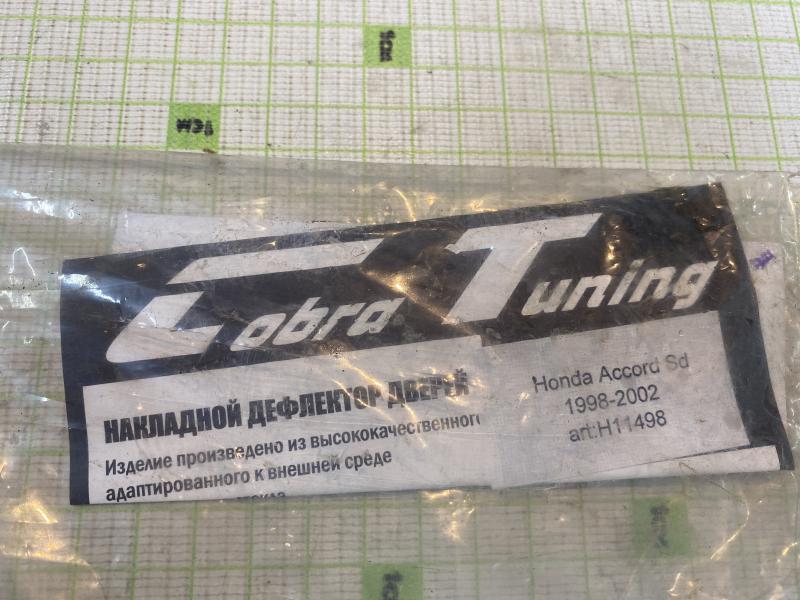 Cobra Tuning
НАКЛАДНОЙ ДЕФЛЕКТОР ДВЕРЕЙ
Изделие произведено из высококачественного
адаптированного к внешней среде
Honda Accord Sd
1998-2002
art:H11498